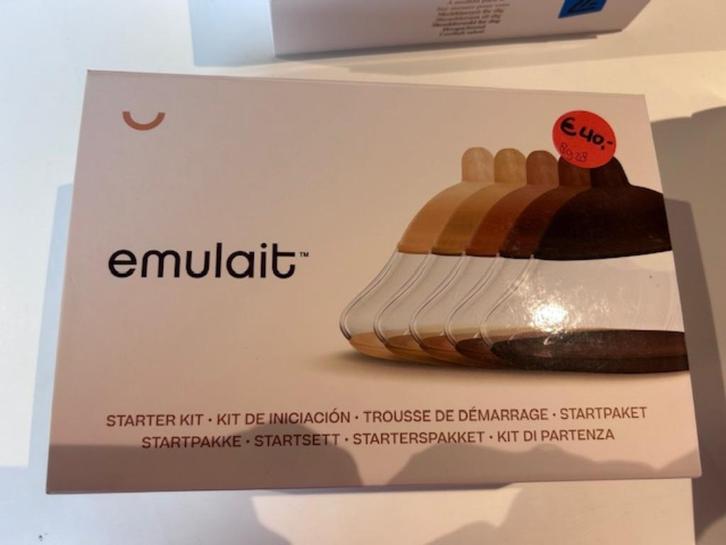 €40,-
emulait™
STARTER KIT · KIT DE INICIACIÓN · TROUSSE DE DÉMARRAGE · STARTPAKET
STARTPAKKE · STARTSETT · STARTERSPAKKET · KIT DI PARTENZA